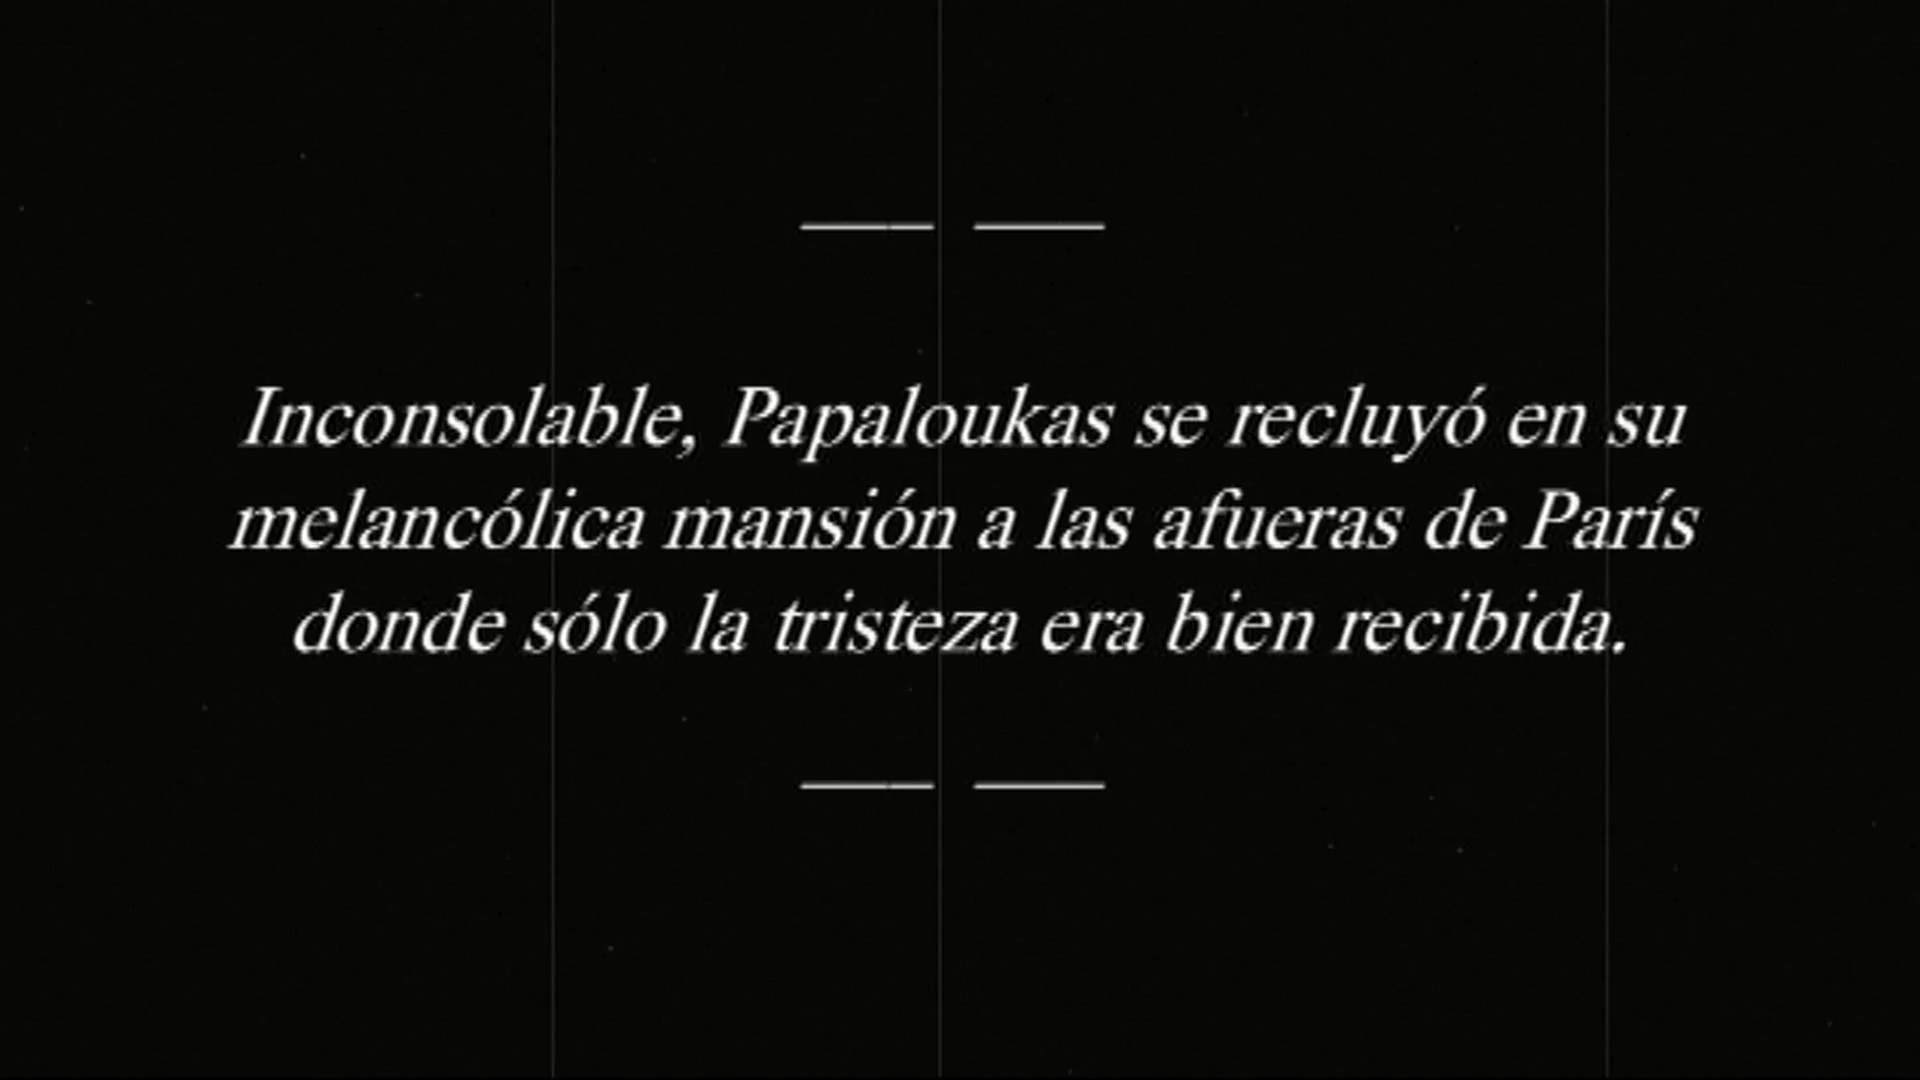 Inconsolable, Papaloukas se recluyó en su
melancólica mansión a las afueras de París
donde sólo la tristeza era bien recibida.